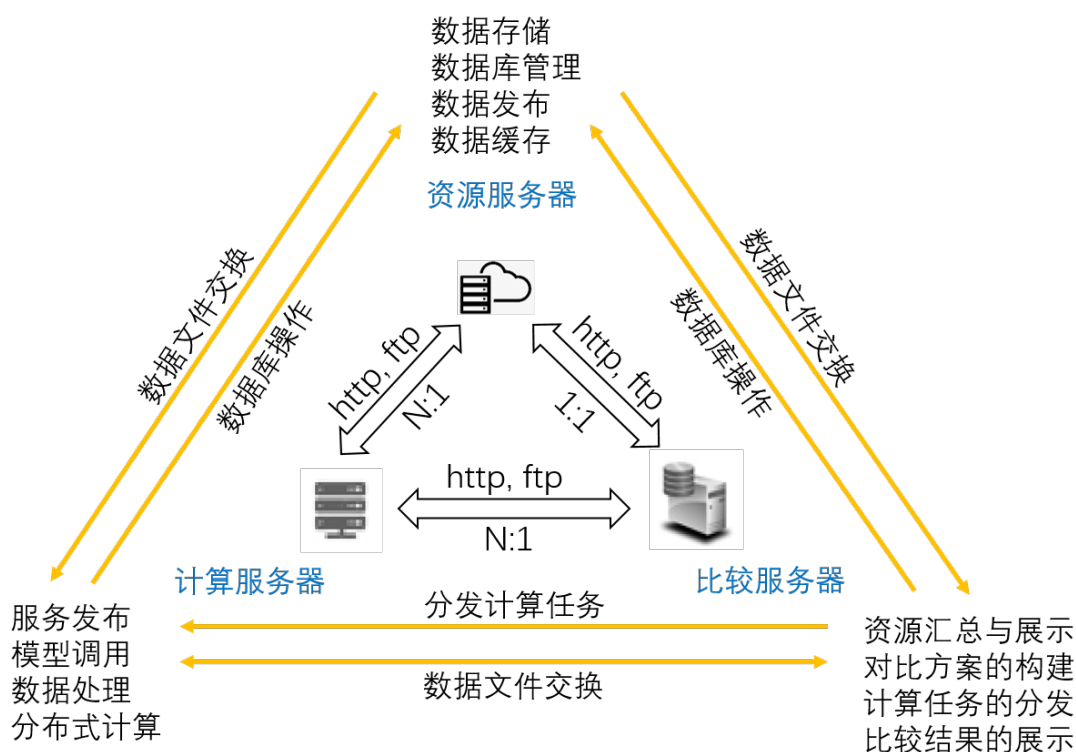 数据存储
数据库管理
数据发布
数据缓存
资源服务器
数据文件交换
数据库操作
数据文件交换
数据库操作
http, ftp
N:1
http, ftp
1:1
http, ftp
N:1
计算服务器
比较服务器
分发计算任务
数据文件交换
服务发布
模型调用
数据处理
分布式计算
资源汇总与展示
对比方案的构建
计算任务的分发
比较结果的展示